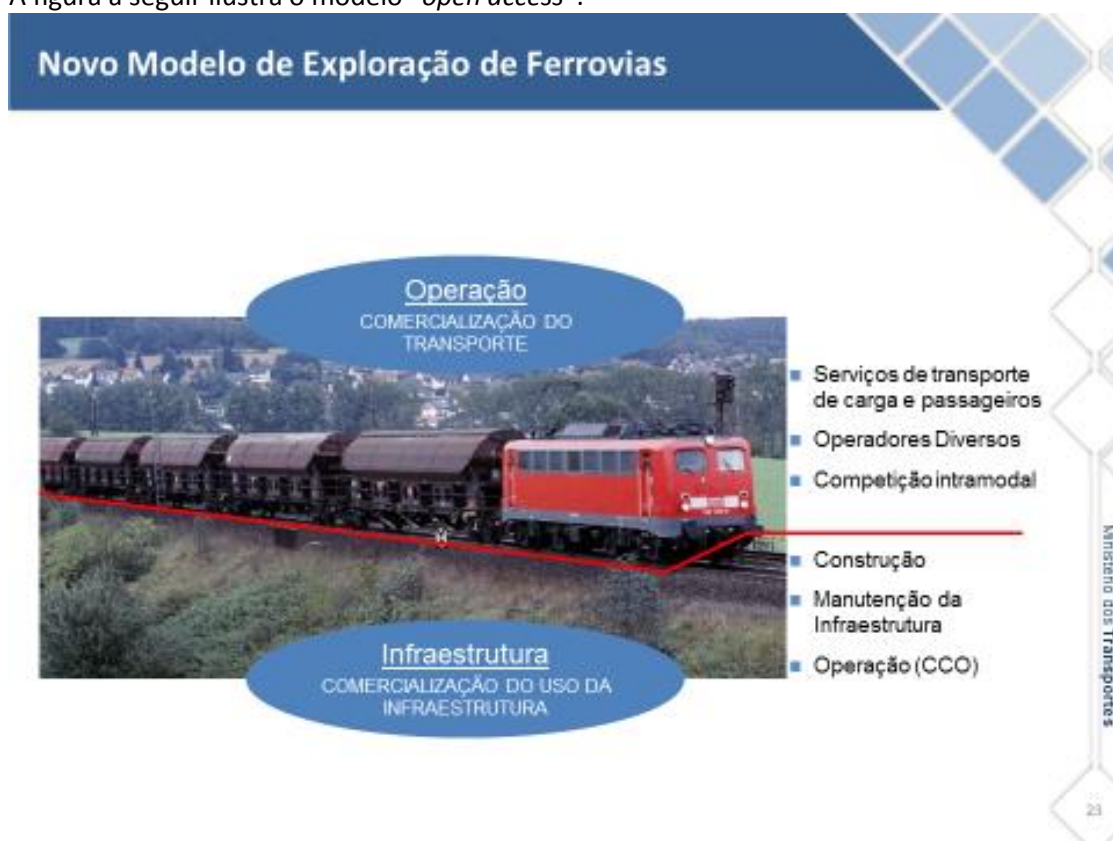 A figura a seguir ilustra o modelo "open access".
Novo Modelo de Exploração de Ferrovias
Operação
COMERCIALIZAÇÃO DO
TRANSPORTE
Serviços de transporte
de carga e passageiros
Operadores Diversos
Competição intramodal
Construção
Manutenção da
Infraestrutura
Operação (CCO)
Infraestrutura
COMERCIALIZAÇÃO DO USO DA
INFRAESTRUTURA
Ministério dos Transportes
23